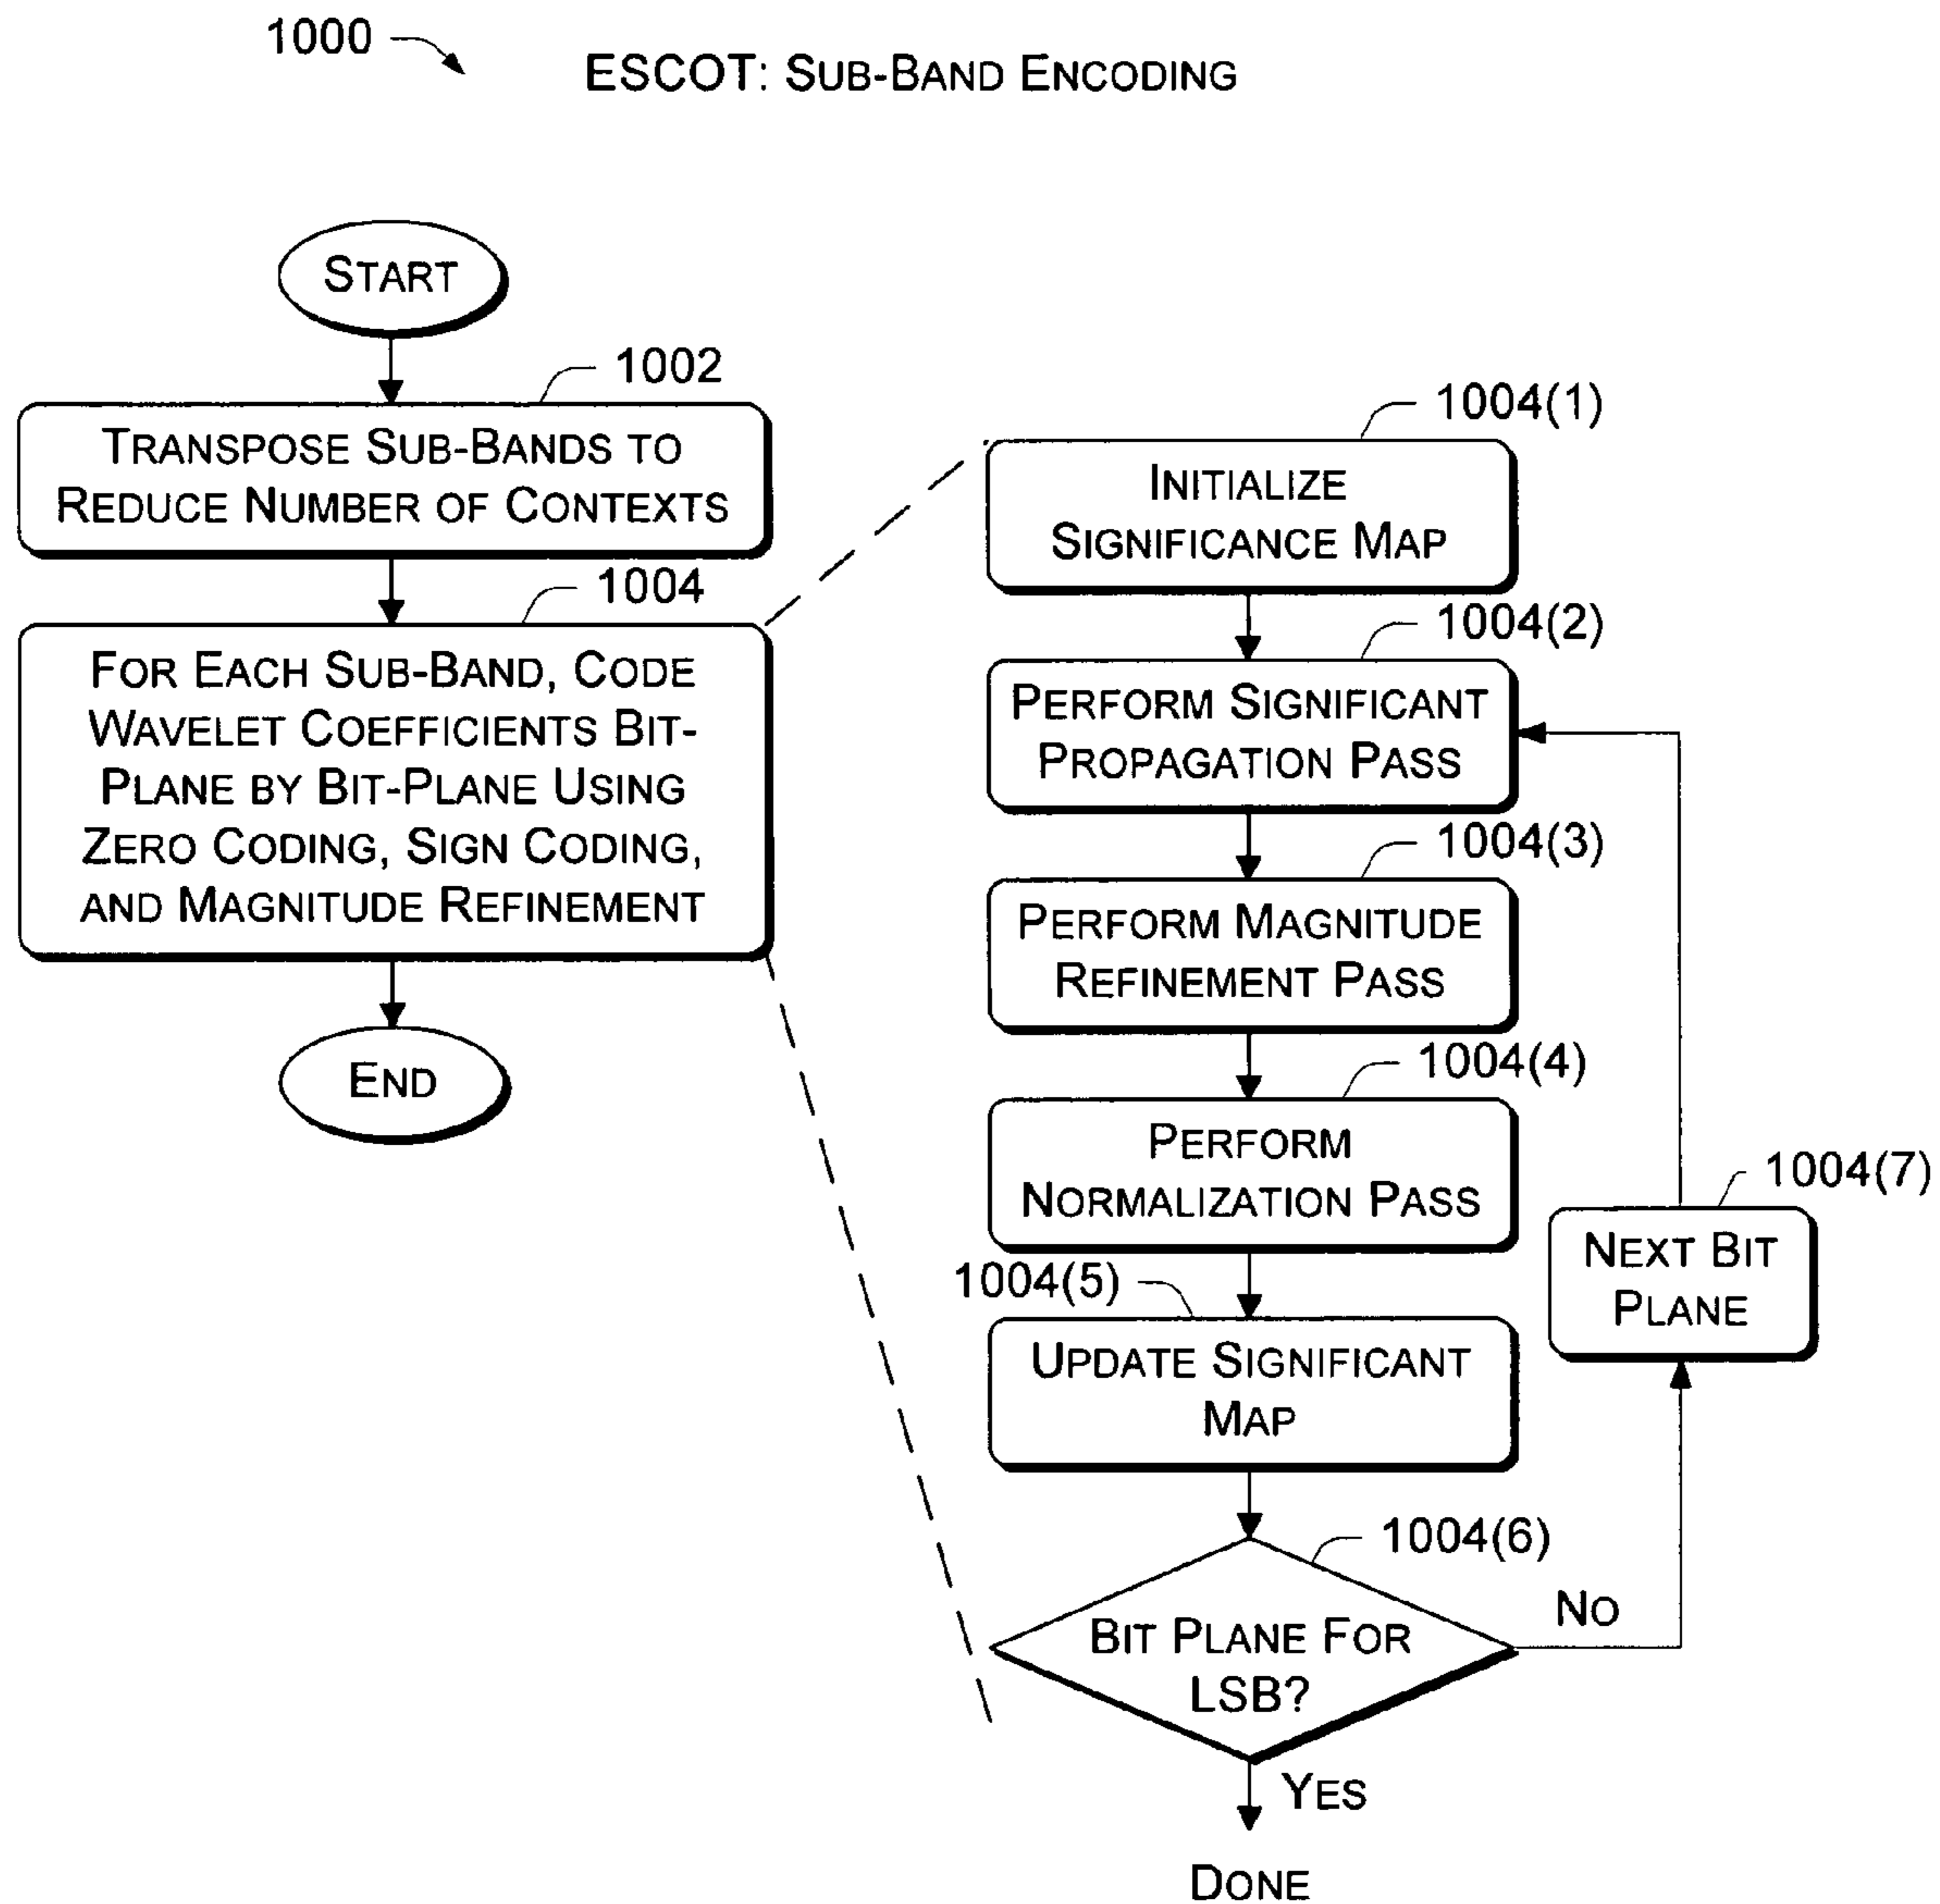 1000
ESCOT: SUB-BAND ENCODING
START
1002
TRANSPOSE SUB-BANDS TO
REDUCE NUMBER OF CONTEXTS
1004
FOR EACH SUB-BAND, CODE
WAVELET COEFFICIENTS BIT-
PLANE BY BIT-PLANE USING
ZERO CODING, SIGN CODING,
AND MAGNITUDE REFINEMENT
END
1004(1)
INITIALIZE
SIGNIFICANCE MAP
1004(2)
PERFORM SIGNIFICANT
PROPAGATION PASS
1004(3)
PERFORM MAGNITUDE
REFINEMENT PASS
1004(4)
PERFORM
NORMALIZATION PASS
1004(5)
UPDATE SIGNIFICANT
MAP
1004(6)
BIT PLANE FOR
LSB?
NO
1004(7)
NEXT BIT
PLANE
YES
DONE